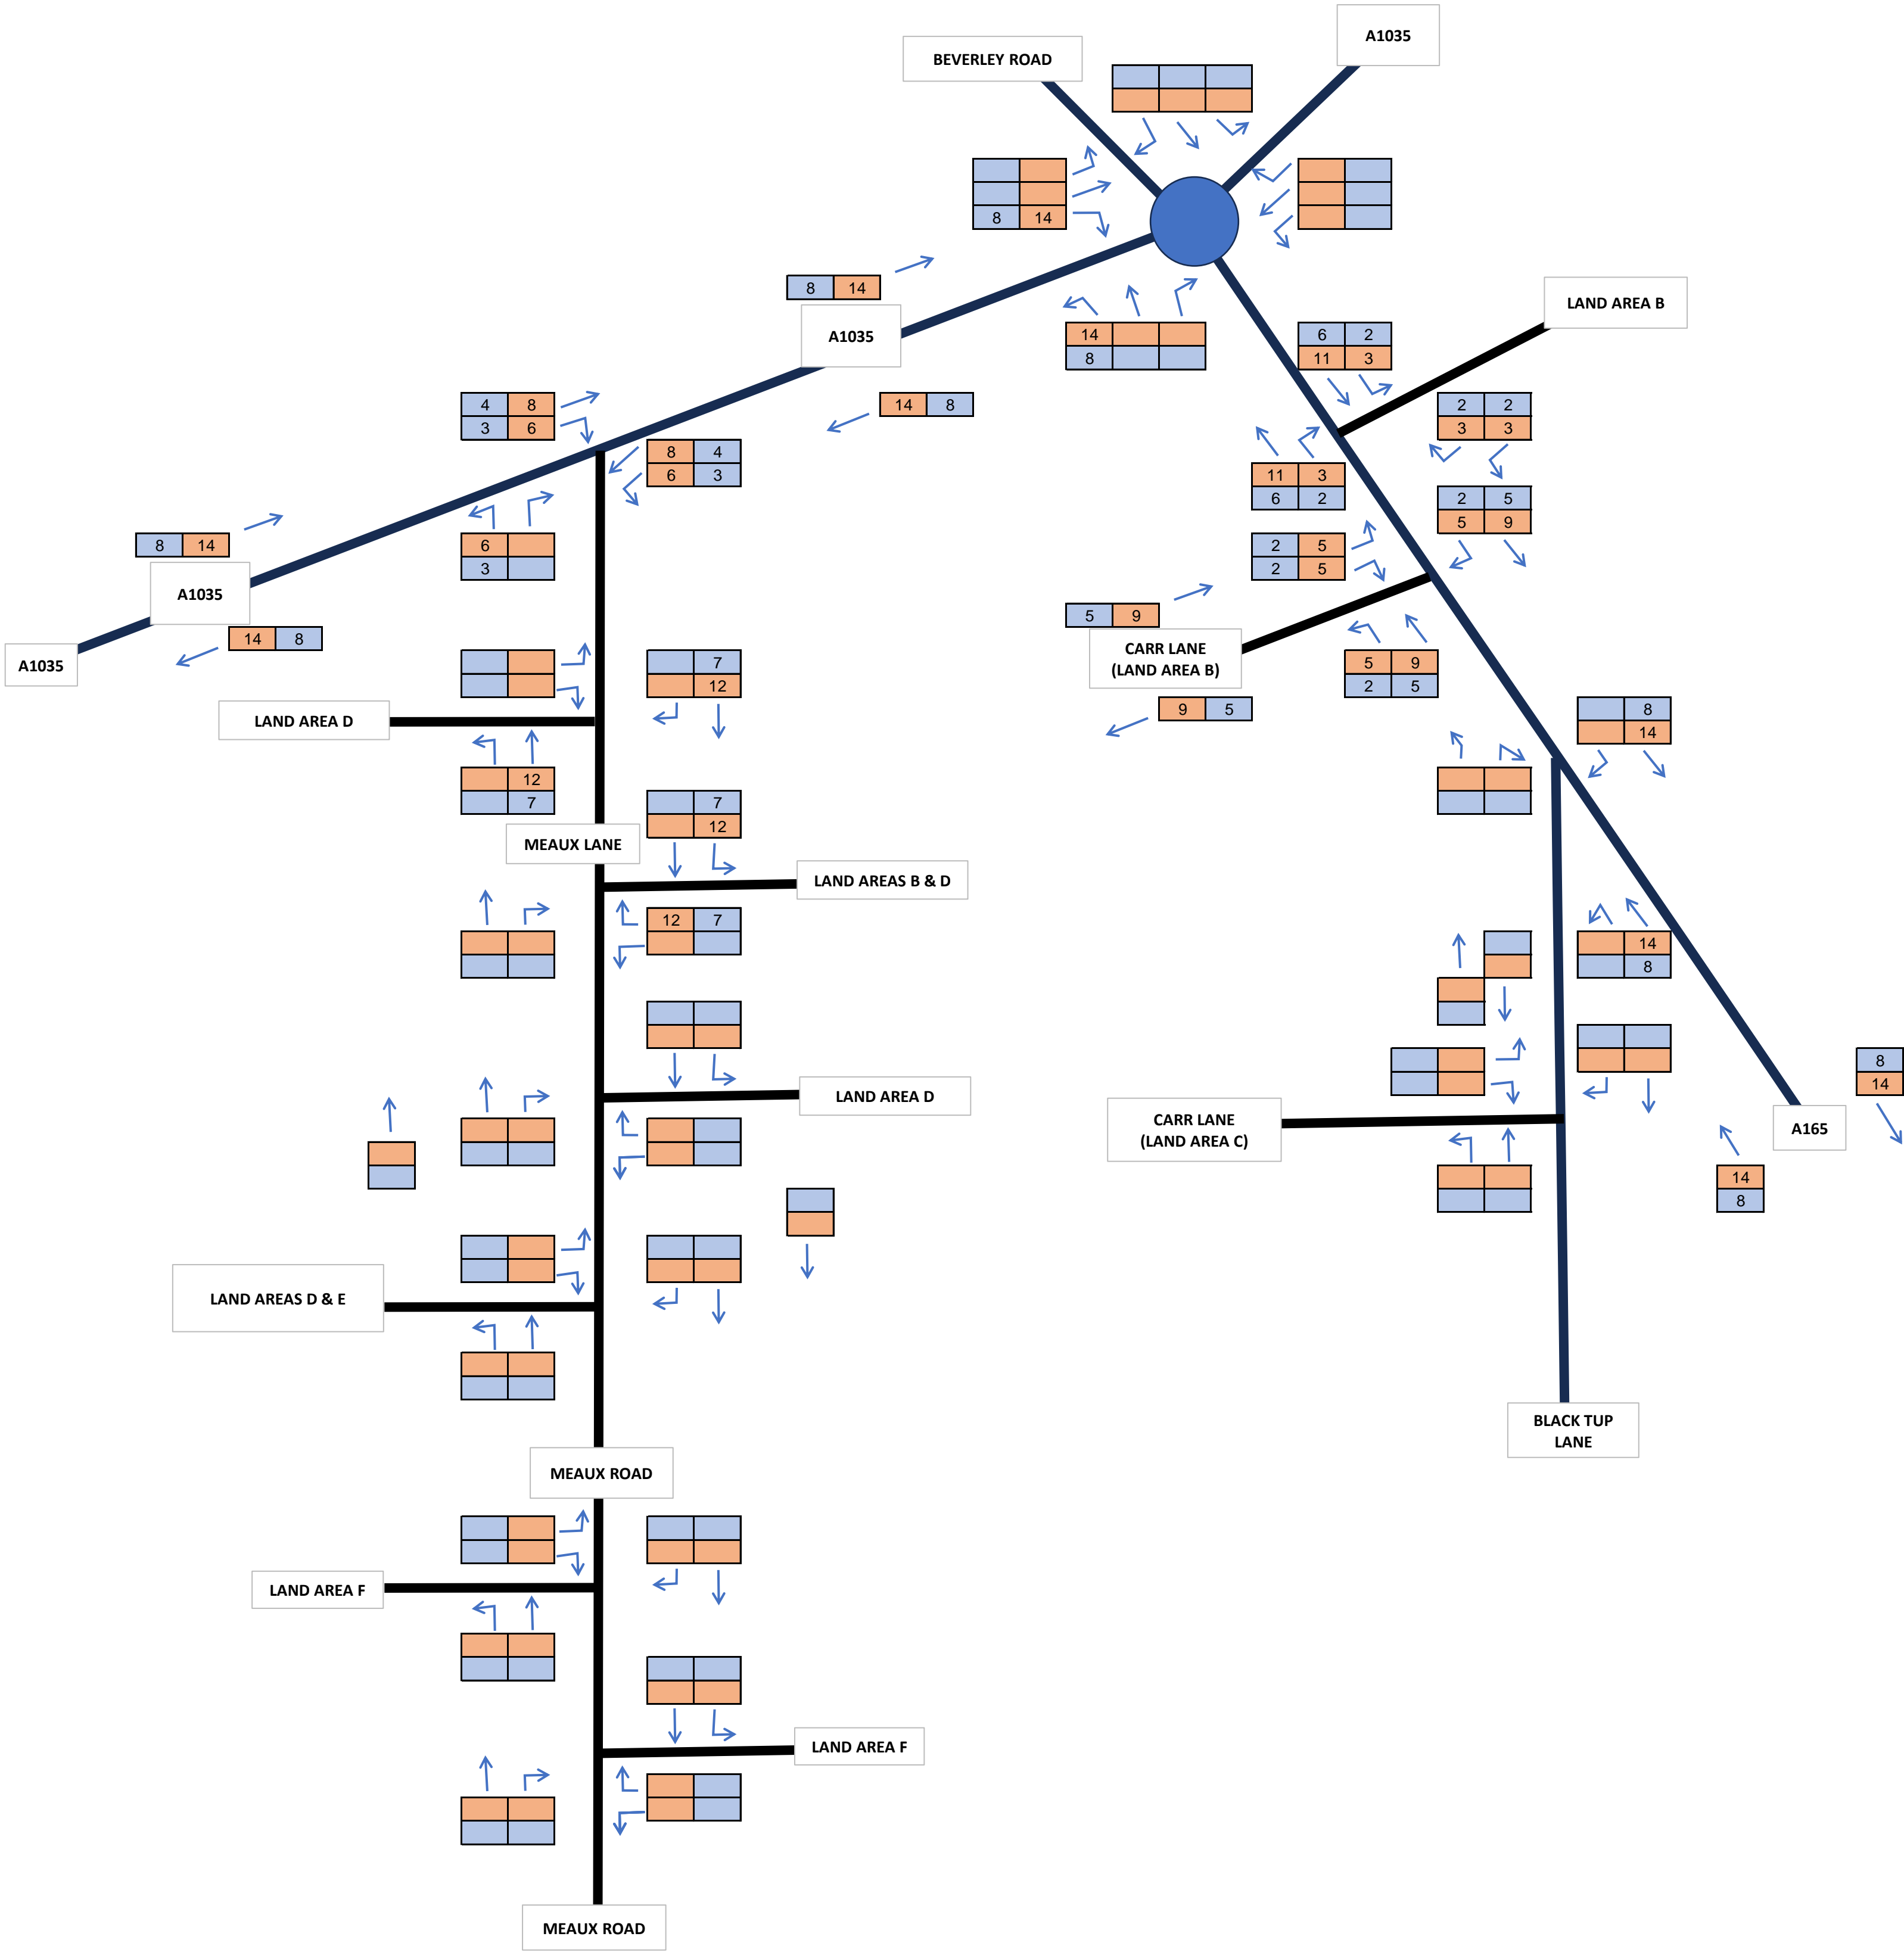 A1035
BEVERLEY ROAD
8 14
8 14
LAND AREA B
A1035
14
8
6 2
11 3
4 8
3 6
14 8
2 2
3 3
8 4
6 3
11 3
6 2
2 5
5 9
8 14
6
3
2 5
2 5
A1035
5 9
14 8
A1035
CARR LANE
(LAND AREA B)
5 9
2 5
7
12
9 5
LAND AREA D
8
14
12
7
7
12
MEAUX LANE
LAND AREAS B & D
12 7
14
8
8
14
LAND AREA D
CARR LANE
(LAND AREA C)
A165
14
8
LAND AREAS D & E
BLACK TUP
LANE
MEAUX ROAD
LAND AREA F
LAND AREA F
MEAUX ROAD